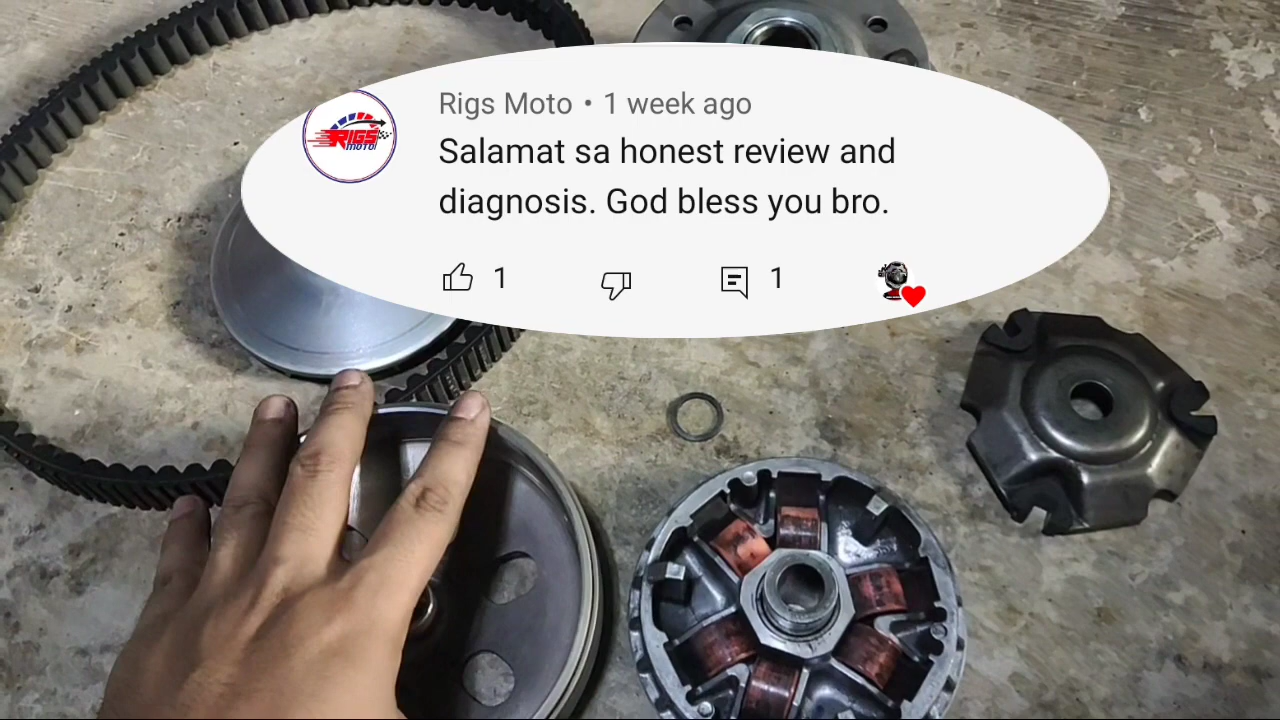 Rigs Moto • 1 week ago
RIGS
moto
Salamat sa honest review and
diagnosis. God bless you bro.
1
1